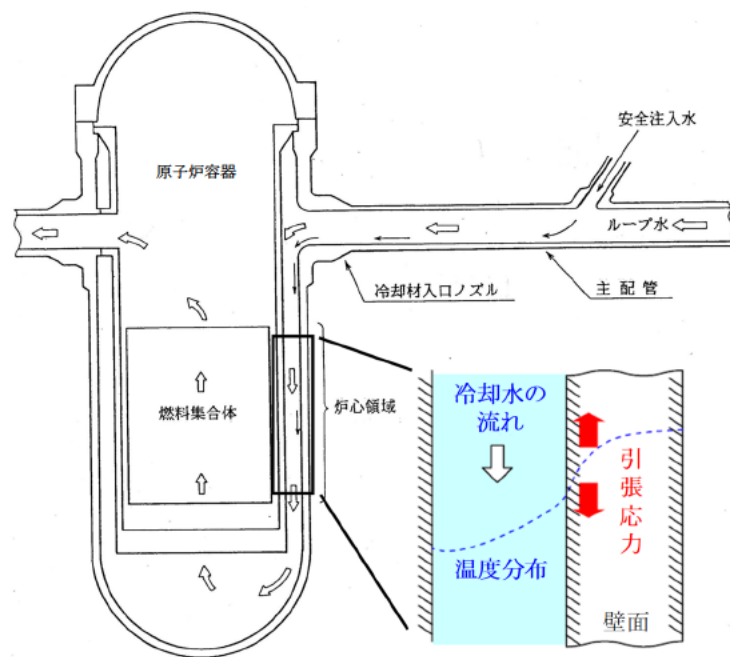 安全注入水
原子炉容器
ループ水
冷却材入口ノズル
主配管
燃料集合体
炉心領域
冷却水の
流れ
引張応力
温度分布
壁面